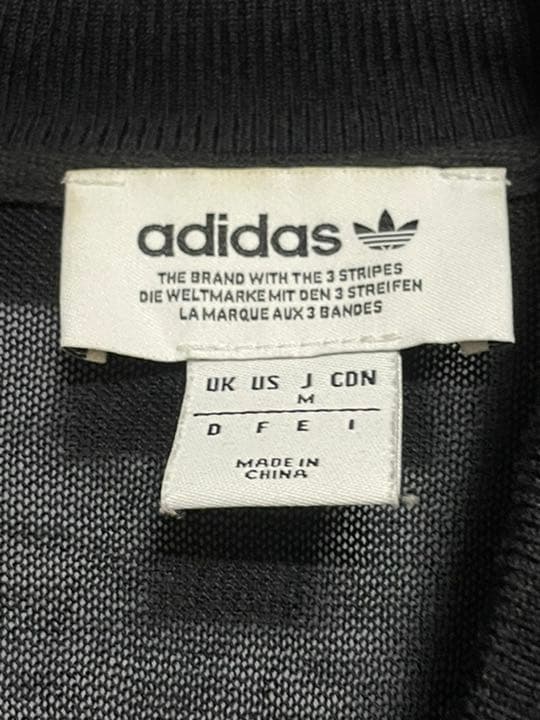 adidas
THE BRAND WITH THE 3 STRIPES
DIE WELTMARKE MIT DEN 3 STREIFEN
LA MARQUE AUX 3 BANDES
UK US J CDN
M
D F E I
MADE IN
CHINA